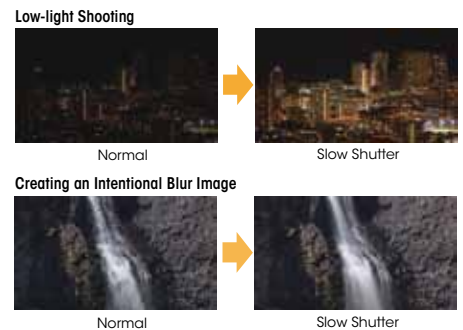 Low-light Shooting
Normal
Slow Shutter
Creating an Intentional Blur Image
Normal
Slow Shutter